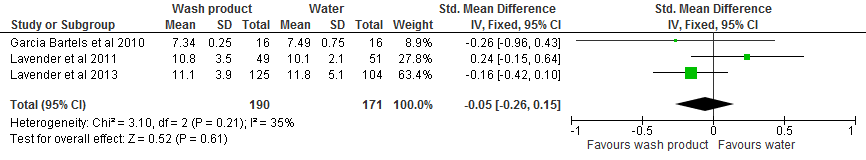 Wash product Water Std. Mean Difference Std. Mean Difference
Study or Subgroup Mean SD Total Mean SD Total Weight IV, Fixed, 95% CI IV, Fixed, 95% CI
Garcia Bartels et al 2010 7.34 0.25 16 7.49 0.75 16 8.9% -0.26 [-0.96, 0.43]
Lavender et al 2011 10.8 3.5 49 10.1 2.1 51 27.8% 0.24 [-0.15, 0.64]
Lavender et al 2013 11.1 3.9 125 11.8 5.1 104 63.4% -0.16 [-0.42, 0.10]
Total (95% CI) 190 171 100.0% -0.05 [-0.26, 0.15]
Heterogeneity: Chi² = 3.10, df = 2 (P = 0.21); I² = 35%
Test for overall effect: Z = 0.52 (P = 0.61)
-1 -0.5 0 0.5 1
Favours wash product Favours water